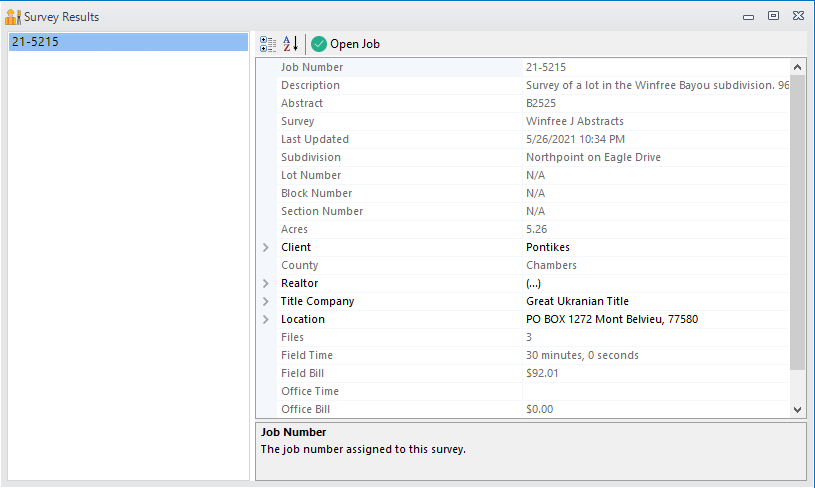 Survey Results
21-5215
Open Job
Job Number 21-5215
Description Survey of a lot in the Winfree Bayou subdivision. 96
Abstract B2525
Survey Winfree J Abstracts
Last Updated 5/26/2021 10:34 PM
Subdivision Northpoint on Eagle Drive
Lot Number N/A
Block Number N/A
Section Number N/A
Acres 5.26
Client Pontikes
County Chambers
Realtor (...)
Title Company Great Ukranian Title
Location PO BOX 1272 Mont Belvieu, 77580
Files 3
Field Time 30 minutes, 0 seconds
Field Bill $92.01
Office Time
Office Bill $0.00
Job Number
The job number assigned to this survey.